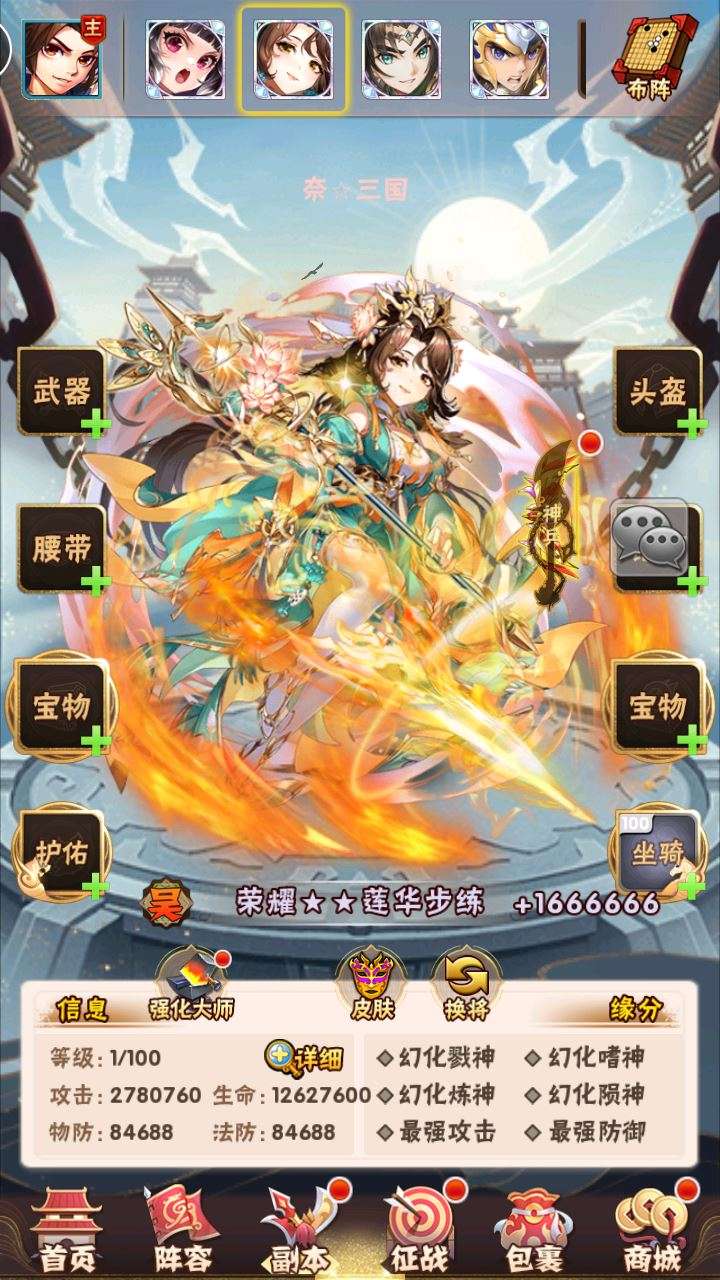 主
布阵
奈☆三国
武器
头盔
神兵
腰带
宝物
宝物
护佑
100
坐骑
吴
荣耀★★莲华步练 +1666666
强化大师
皮肤
换将
信息
缘分
等级:1/100
详细
攻击:2780760 生命:12627600
物防:84688 法防:84688
◆幻化戮神 ◆幻化嗜神
◆幻化炼神 ◆幻化陨神
◆最强攻击 ◆最强防御
首页 阵容 副本 征战 包裹 商城